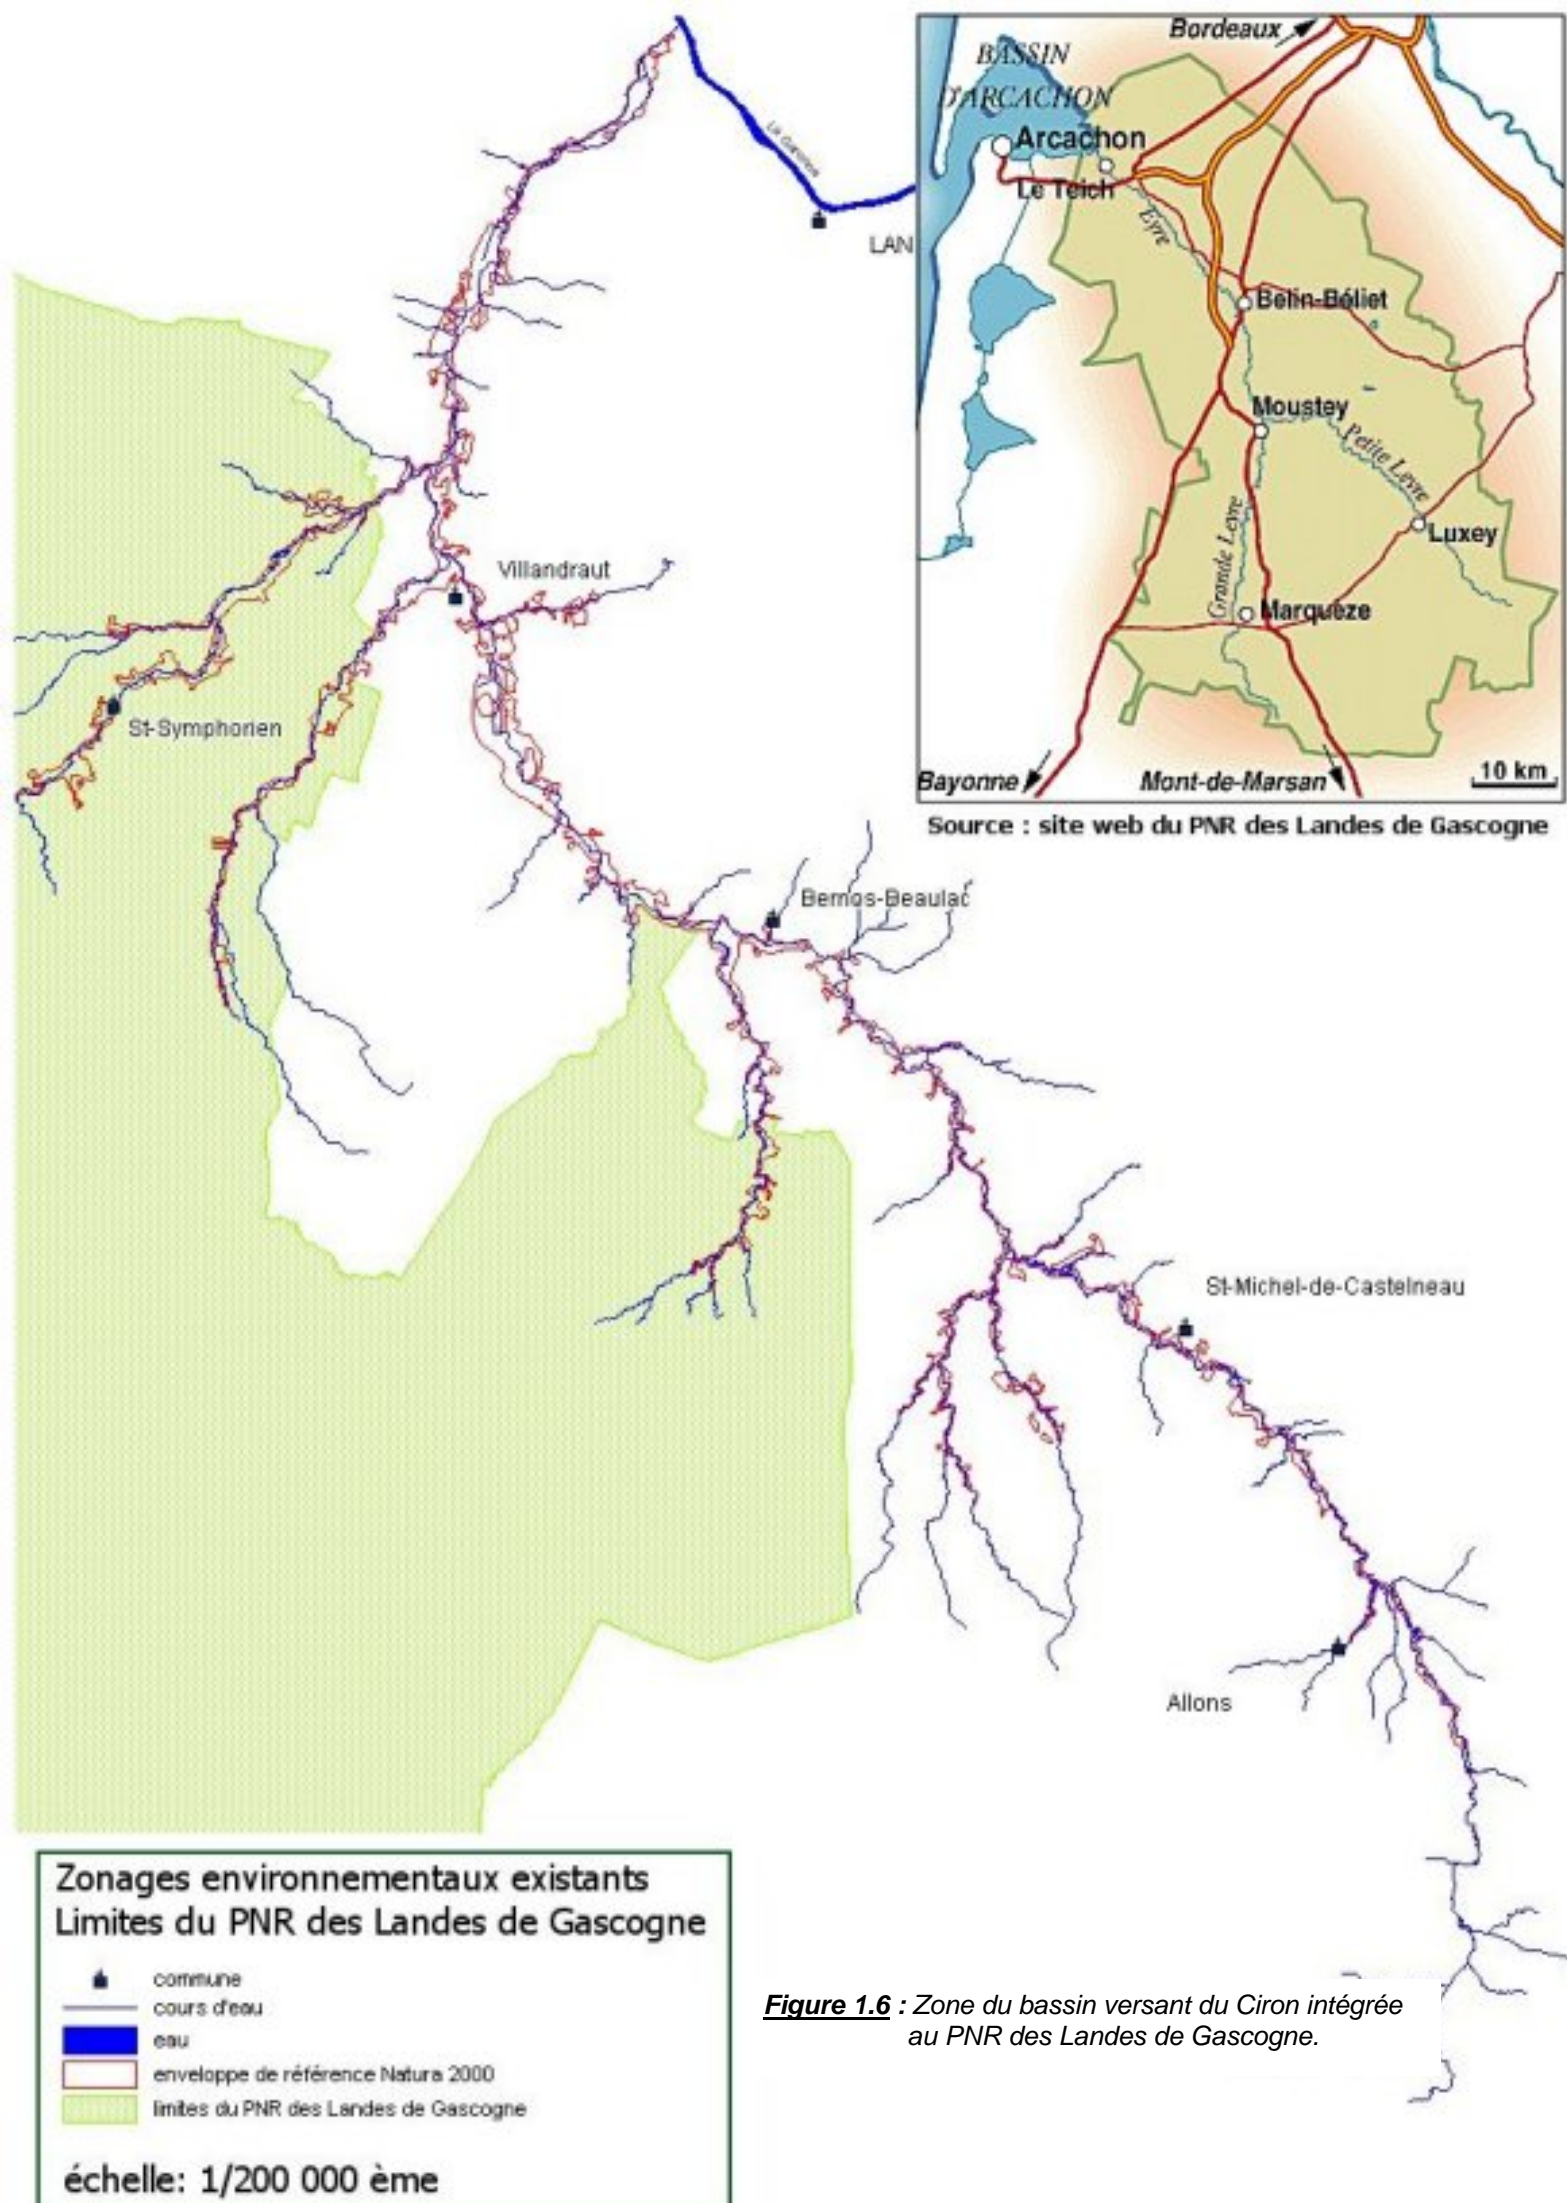 La Garonne
LAN
Villandraut
St-Symphorien
Bernos-Beaulac
St-Michel-de-Castelneau
Allons
Bordeaux
BASSIN
D'ARCACHON
Arcachon
Le Teich
Eyre
Belin-Béliet
Moustey
Petite Leyre
Grande Leyre
Luxey
Marquèze
Bayonne
Mont-de-Marsan
10 km
Source : site web du PNR des Landes de Gascogne
Zonages environnementaux existants
Limites du PNR des Landes de Gascogne
commune
cours d'eau
eau
enveloppe de référence Natura 2000
limites du PNR des Landes de Gascogne
échelle: 1/200 000 ème
Figure 1.6 : Zone du bassin versant du Ciron intégrée
au PNR des Landes de Gascogne.